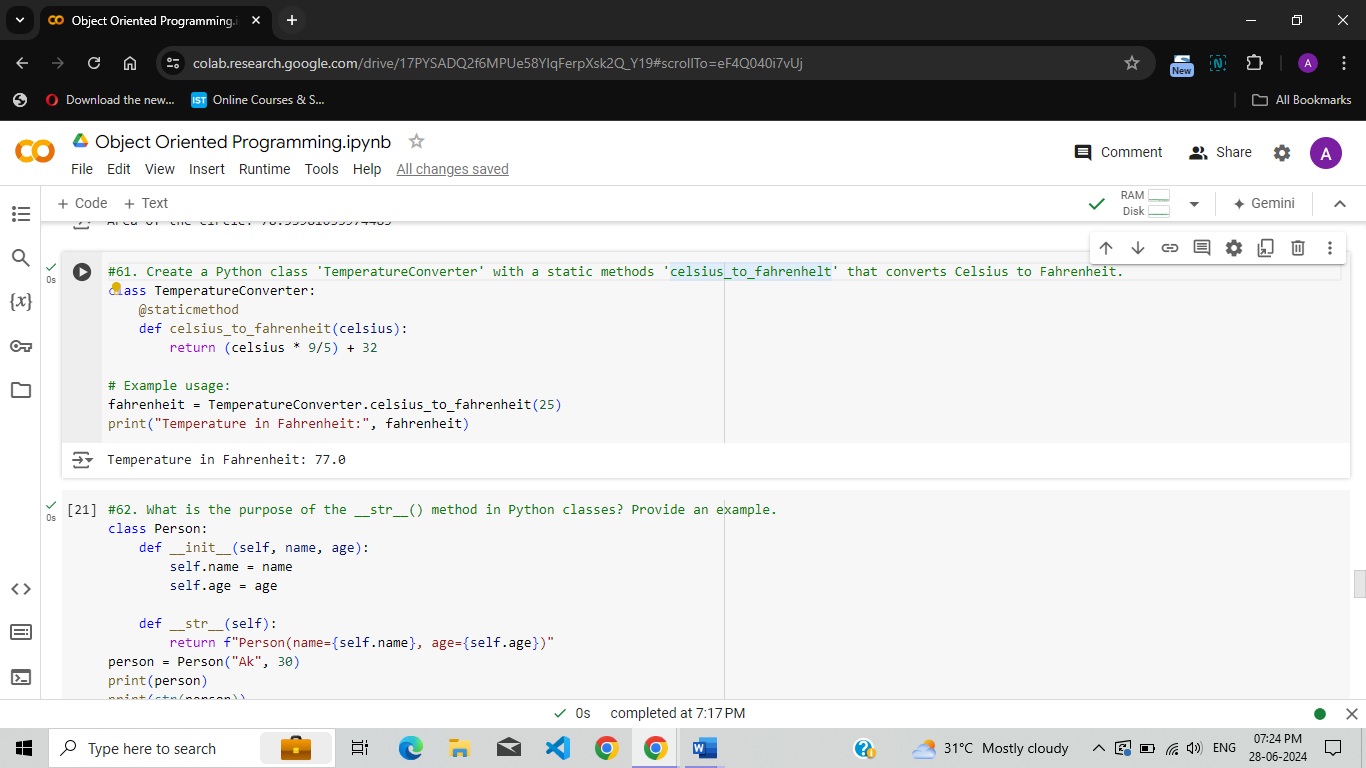 Object Oriented Programming.i
colab.research.google.com/drive/17PYSADQ2f6MPUe58YIqFerpXsk2Q_Y19#scrollTo=eF4Q040i7vUj
New
A
Download the new...
IST Online Courses & S...
All Bookmarks
Object Oriented Programming.ipynb
File Edit View Insert Runtime Tools Help All changes saved
Comment
Share
A
+ Code + Text
RAM
Disk
Gemini
Area of the circle: 78.53981633974483
0s
#61. Create a Python class 'TemperatureConverter' with a static methods 'celsius_to_fahrenhelt' that converts Celsius to Fahrenheit.
class TemperatureConverter:
@staticmethod
def celsius_to_fahrenheit(celsius):
return (celsius * 9/5) + 32
# Example usage:
fahrenheit = TemperatureConverter.celsius_to_fahrenheit(25)
print("Temperature in Fahrenheit:", fahrenheit)
Temperature in Fahrenheit: 77.0
0s
[21] #62. What is the purpose of the __str__() method in Python classes? Provide an example.
class Person:
def __init__(self, name, age):
self.name = name
self.age = age
def __str__(self):
return f"Person(name={self.name}, age={self.age})"
person = Person("Ak", 30)
print(person)
print(str(person))
0s completed at 7:17 PM
Type here to search
31°C Mostly cloudy
ENG
07:24 PM
28-06-2024